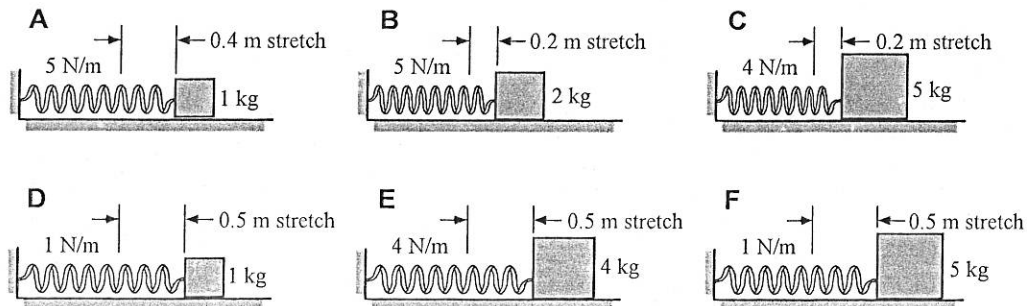 A
0.4 m stretch
5 N/m
1 kg
B
0.2 m stretch
5 N/m
2 kg
C
0.2 m stretch
4 N/m
5 kg
D
0.5 m stretch
1 N/m
1 kg
E
0.5 m stretch
4 N/m
4 kg
F
0.5 m stretch
1 N/m
5 kg